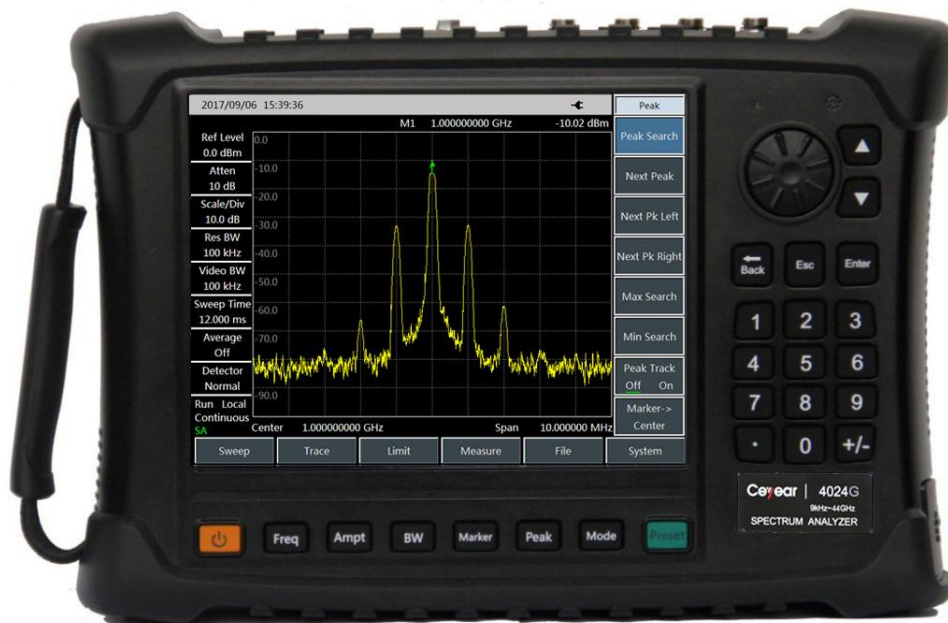 2017/09/06 15:39:36
Peak
M1 1.000000000 GHz -10.02 dBm
Ref Level
0.0 dBm
Atten
10 dB
Scale/Div
10.0 dB
Res BW
100 kHz
Video BW
100 kHz
Sweep Time
12.000 ms
Average
Off
Detector
Normal
Run Local
Continuous
SA
0.0
-10.0
-20.0
-30.0
-40.0
-50.0
-60.0
-70.0
-80.0
-90.0
Center 1.000000000 GHz Span 10.000000 MHz
Peak Search
Next Peak
Next Pk Left
Next Pk Right
Max Search
Min Search
Peak Track
Off On
Marker->
Center
Sweep Trace Limit Measure File System
Back Esc Enter
1 2 3
4 5 6
7 8 9
. 0 +/-
Ceyear | 4024G
9kHz~44GHz
SPECTRUM ANALYZER
Freq Ampt BW Marker Peak Mode Preset